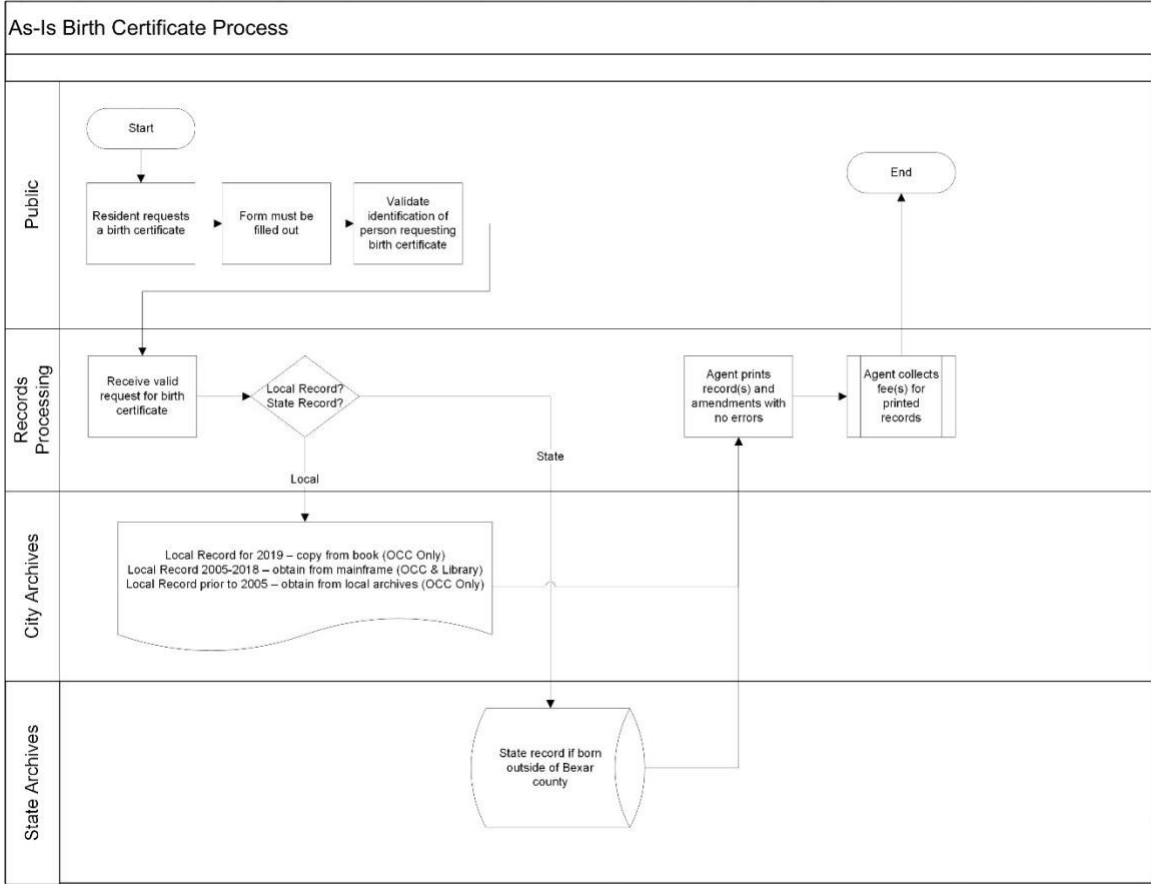 As-Is Birth Certificate Process
Public
Start
Resident requests
a birth certificate
Form must be
filled out
Validate
identification of
person requesting
birth certificate
End
Records
Processing
Receive valid
request for birth
certificate
Local Record?
State Record?
Local
State
Agent prints
record(s) and
amendments with
no errors
Agent collects
fee(s) for
printed
records
City Archives
Local Record for 2019 – copy from book (OCC Only)
Local Record 2005-2018 – obtain from mainframe (OCC & Library)
Local Record prior to 2005 – obtain from local archives (OCC Only)
State Archives
State record if born
outside of Bexar
county